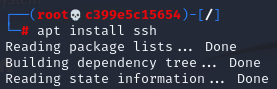 ┌──(root💀c399e5c15654)-[/]
└─# apt install ssh
Reading package lists... Done
Building dependency tree... Done
Reading state information... Done